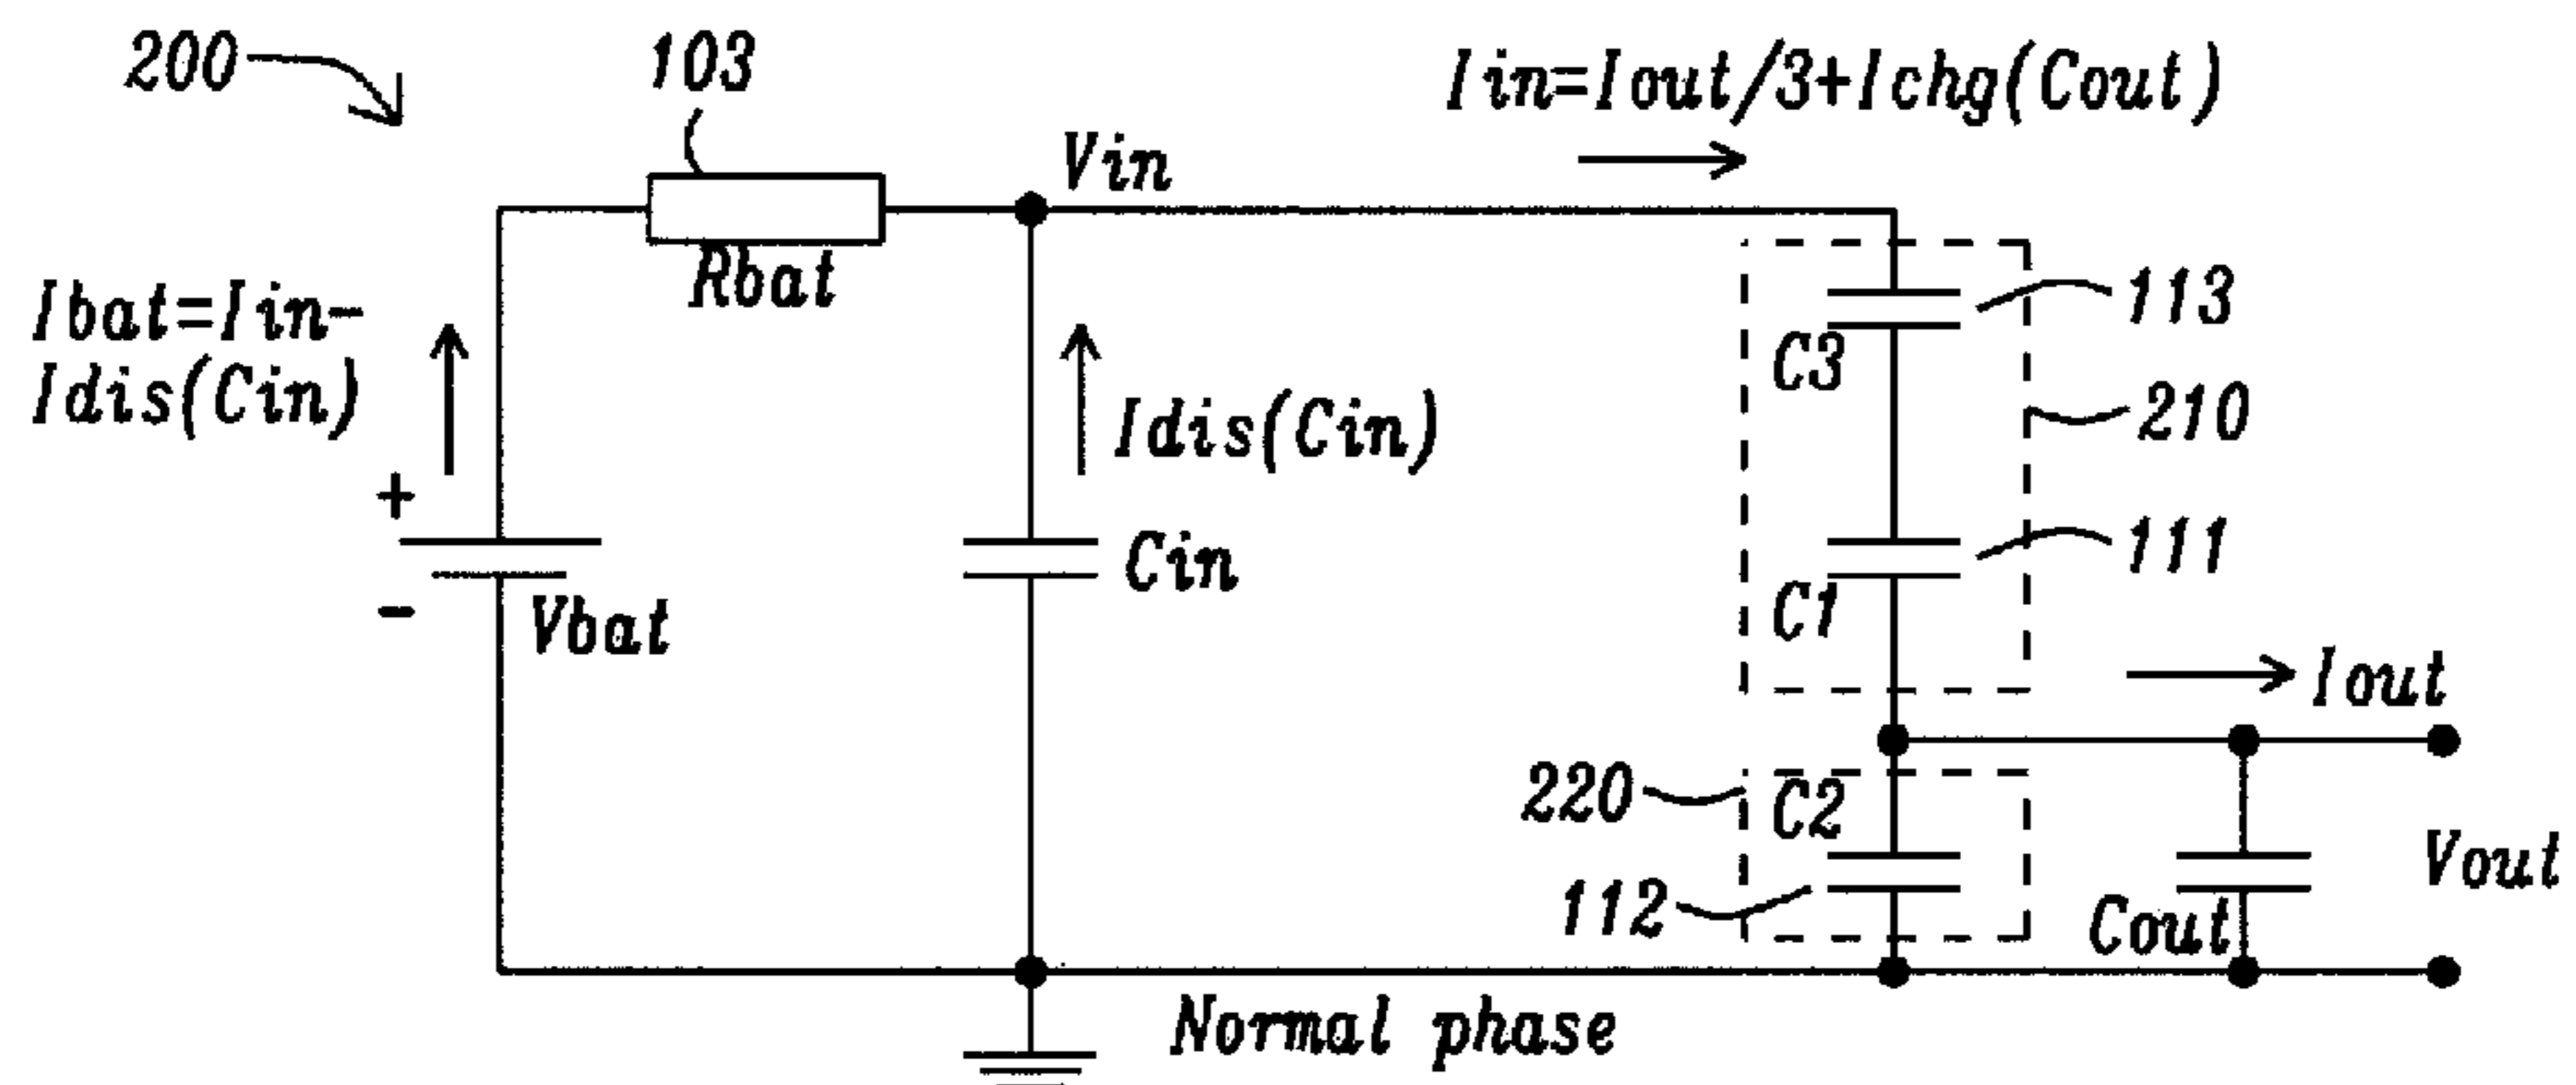 200
103
Iin=Iout/3+Ichg(Cout)
Vin
Rbat
Ibat=Iin-
Idis(Cin)
113
C3
210
Idis(Cin)
+
Cin
111
-
Vbat
C1
Iout
220
C2
112
Cout
Vout
Normal phase